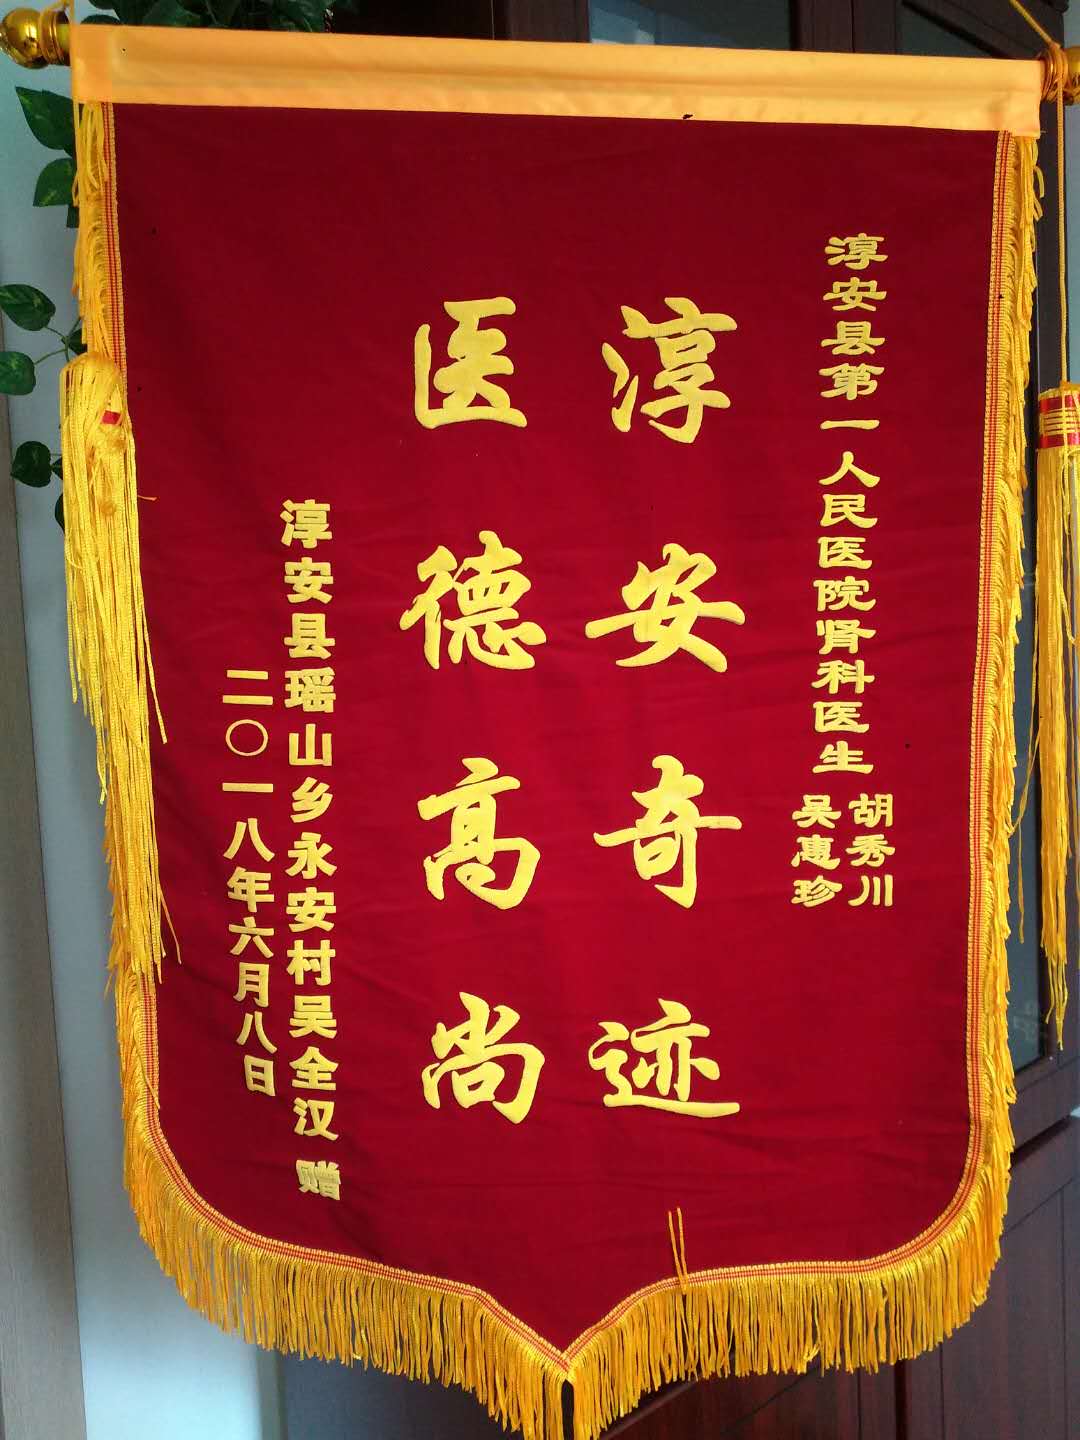 淳安县第一人民医院肾科医生
胡秀川
吴惠珍
淳安奇迹
医德高尚
淳安县瑶山乡永安村吴全汉 赠
二〇一八年六月八日